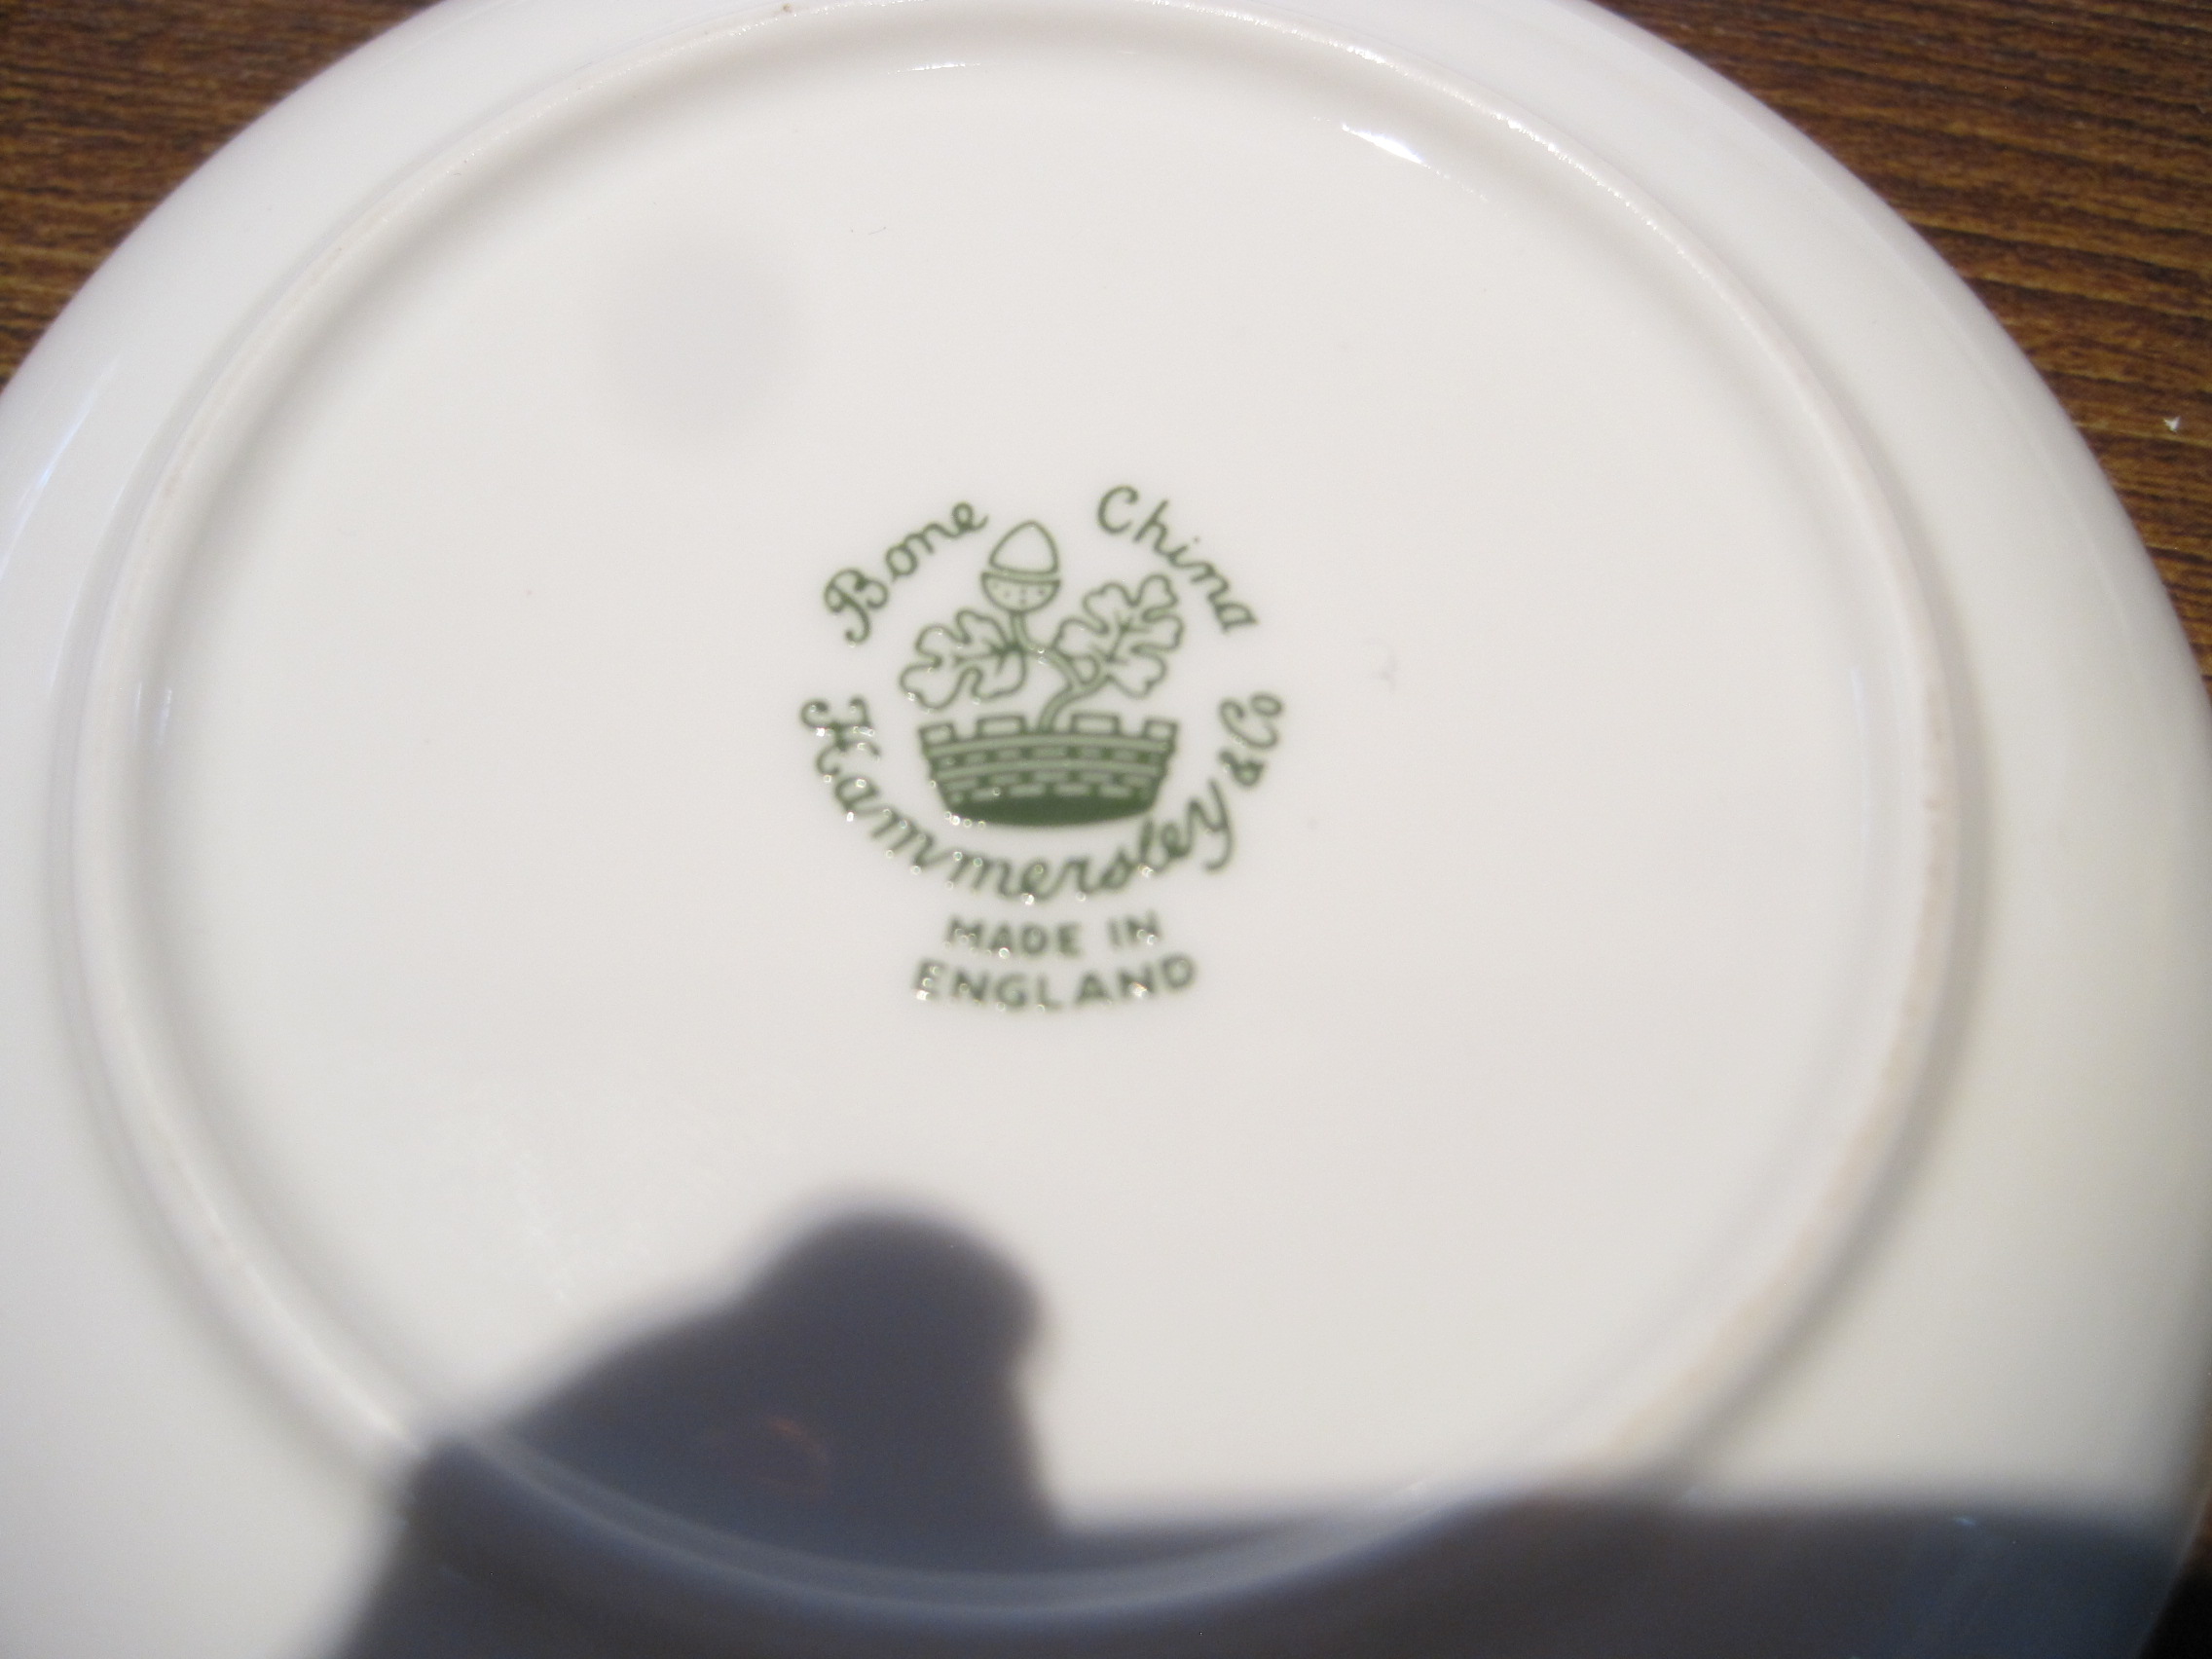 Bone China
Hammersley & Co
MADE IN
ENGLAND